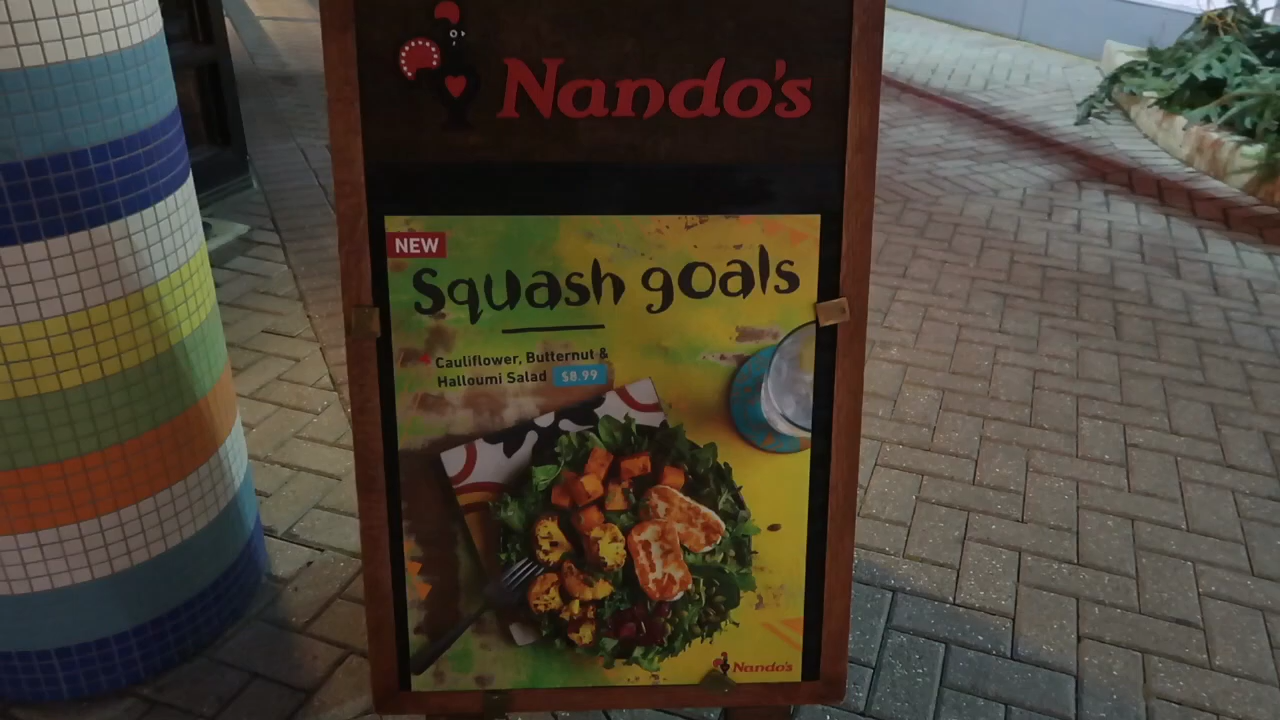 Nando's
NEW
Squash goals
Cauliflower, Butternut &
Halloumi Salad $8.99
Nando's